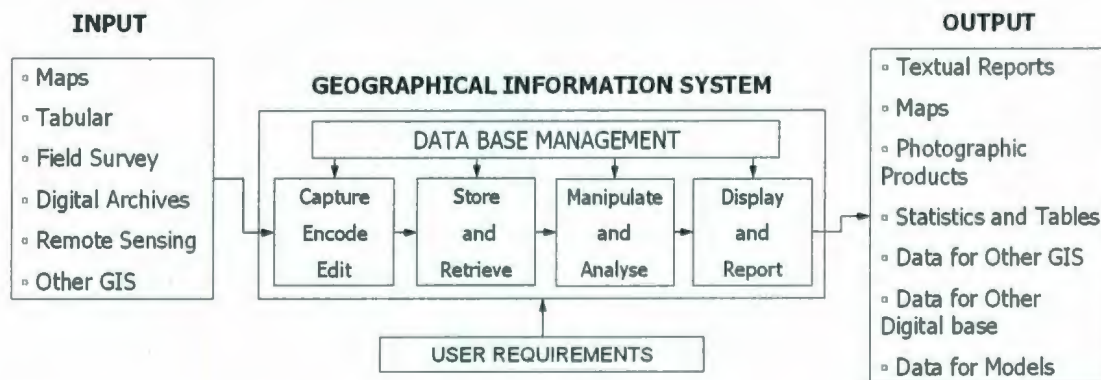 INPUT
▫ Maps
▫ Tabular
▫ Field Survey
▫ Digital Archives
▫ Remote Sensing
▫ Other GIS
GEOGRAPHICAL INFORMATION SYSTEM
DATA BASE MANAGEMENT
Capture
Encode
Edit
Store
and
Retrieve
Manipulate
and
Analyse
Display
and
Report
USER REQUIREMENTS
OUTPUT
▫ Textual Reports
▫ Maps
▫ Photographic
Products
▫ Statistics and Tables
▫ Data for Other GIS
▫ Data for Other
Digital base
▫ Data for Models